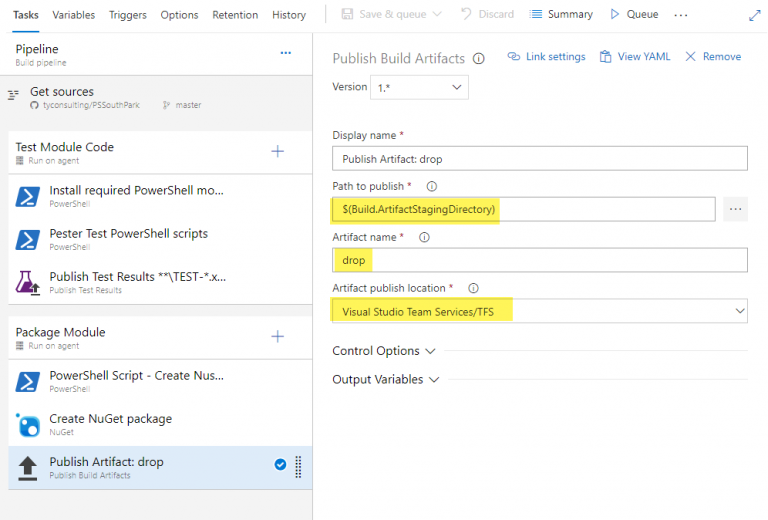 Tasks Variables Triggers Options Retention History Save & queue Discard Summary Queue ...
Pipeline
Build pipeline
...
Get sources
tyconsulting/PSSouthPark master
Test Module Code
Run on agent
Install required PowerShell mo...
PowerShell
Pester Test PowerShell scripts
PowerShell
Publish Test Results **\TEST-*.x...
Publish Test Results
Package Module
Run on agent
PowerShell Script - Create Nus...
PowerShell
Create NuGet package
NuGet
Publish Artifact: drop
Publish Build Artifacts
Publish Build Artifacts Link settings View YAML Remove
Version 1.*
Display name *
Publish Artifact: drop
Path to publish *
$(Build.ArtifactStagingDirectory)
...
Artifact name *
drop
Artifact publish location *
Visual Studio Team Services/TFS
Control Options
Output Variables